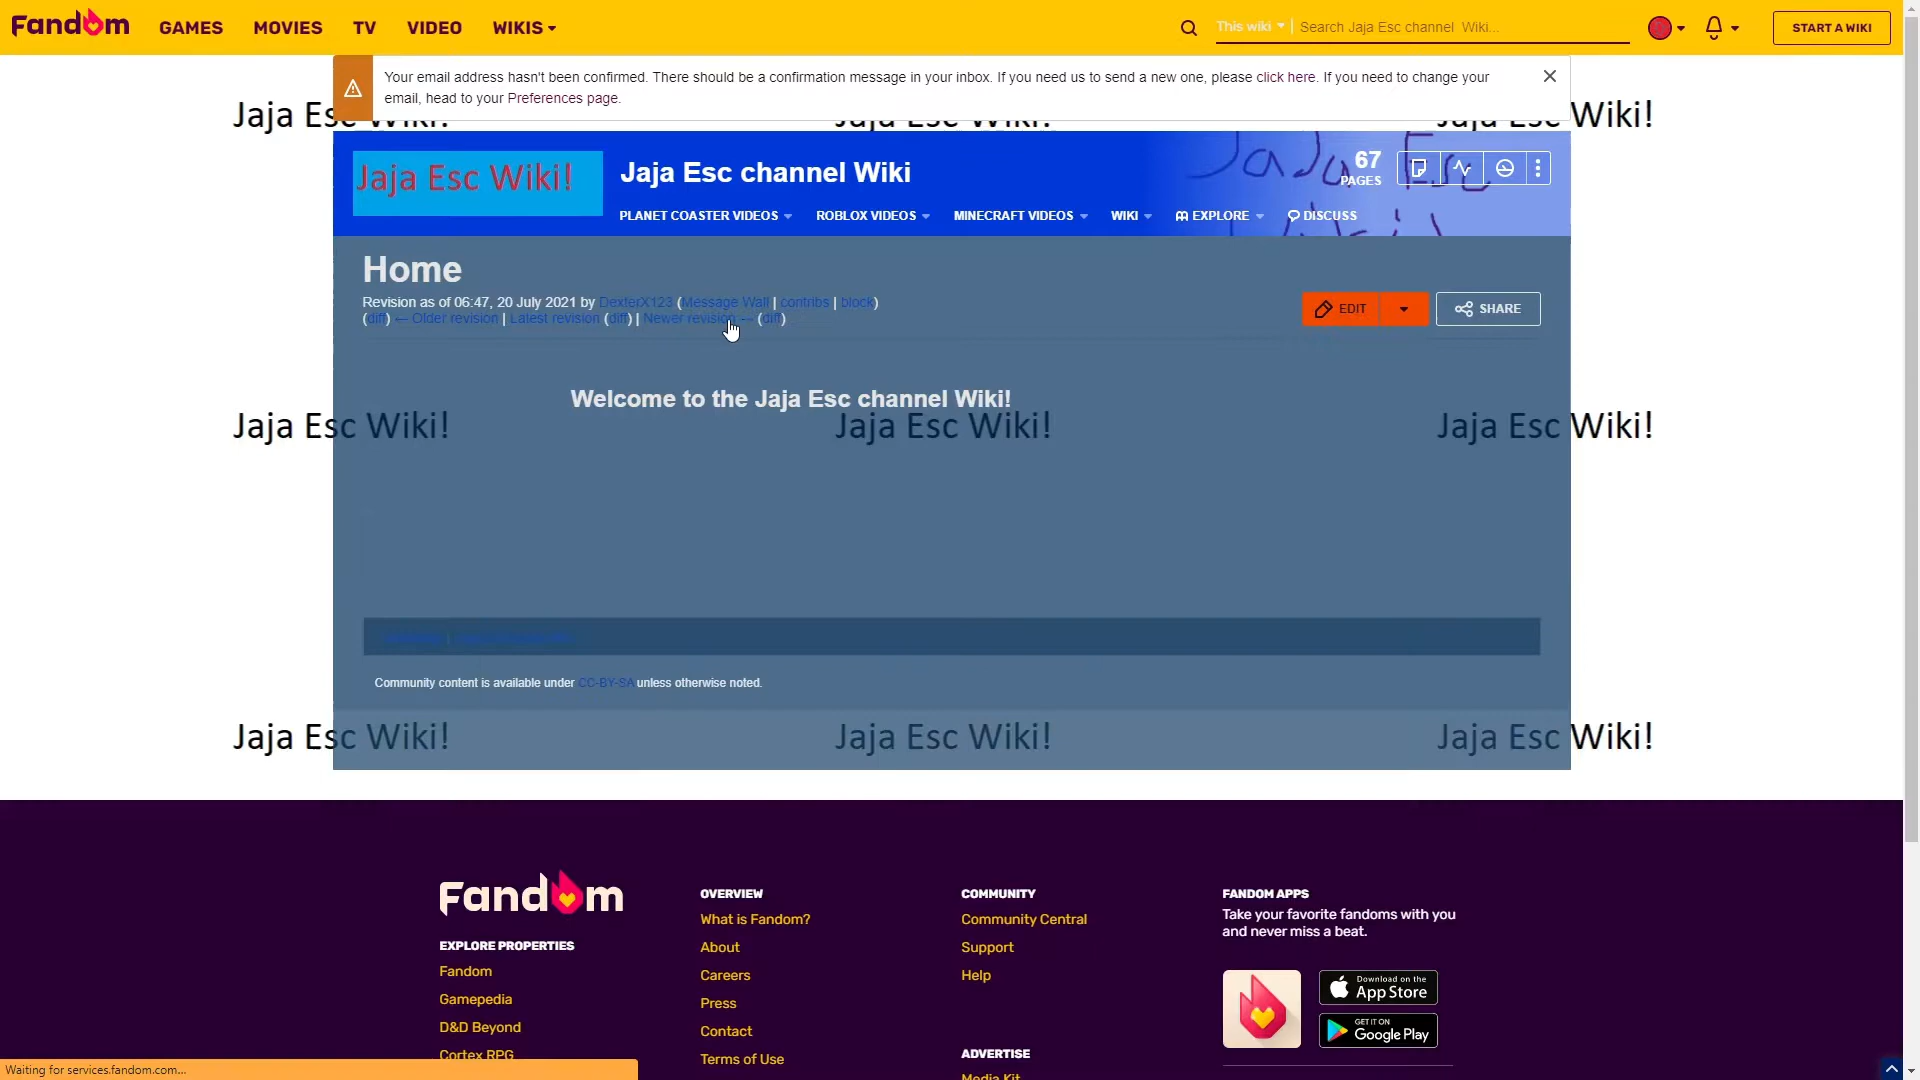 Fandom GAMES MOVIES TV VIDEO WIKIS This wiki Search Jaja Esc channel Wiki... START A WIKI
Your email address hasn't been confirmed. There should be a confirmation message in your inbox. If you need us to send a new one, please click here. If you need to change your
email, head to your Preferences page.
Jaja Esc Wiki! Jaja Esc Wiki! Jaja Esc Wiki!
Jaja Esc Wiki!
Jaja Esc channel Wiki
Jaja Esc
67
PAGES
PLANET COASTER VIDEOS ROBLOX VIDEOS MINECRAFT VIDEOS WIKI EXPLORE DISCUSS
Home
Revision as of 06:47, 20 July 2021 by DexterX123 (Message Wall | contribs | block)
(diff) ← Older revision | Latest revision (diff) | Newer revision → (diff)
EDIT SHARE
Welcome to the Jaja Esc channel Wiki!
Jaja Esc Wiki! Jaja Esc Wiki! Jaja Esc Wiki!
Community content is available under CC-BY-SA unless otherwise noted.
Jaja Esc Wiki! Jaja Esc Wiki! Jaja Esc Wiki!
Fandom
EXPLORE PROPERTIES
Fandom
Gamepedia
D&D Beyond
Cortex RPG
OVERVIEW
What is Fandom?
About
Careers
Press
Contact
Terms of Use
COMMUNITY
Community Central
Support
Help
ADVERTISE
Media Kit
FANDOM APPS
Take your favorite fandoms with you
and never miss a beat.
Download on the
App Store
GET IT ON
Google Play
Waiting for services.fandom.com...